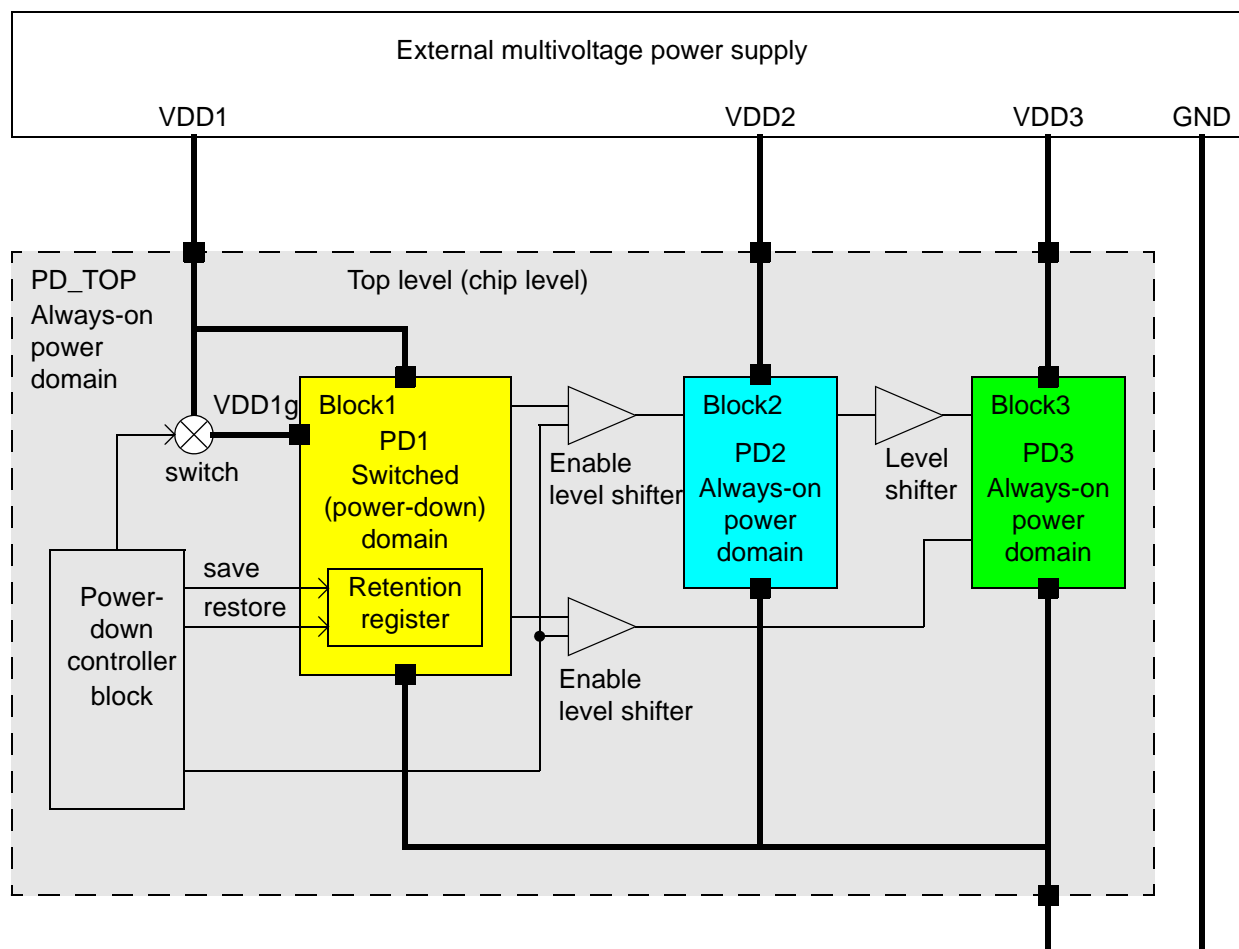 External multivoltage power supply
VDD1
VDD2
VDD3
GND
PD_TOP
Top level (chip level)
Always-on
power
domain
VDD1g
switch
Block1
PD1
Switched
(power-down)
domain
Retention
register
save
restore
Power-
down
controller
block
Enable
level shifter
Enable
level shifter
Block2
PD2
Always-on
power
domain
Level
shifter
Block3
PD3
Always-on
power
domain